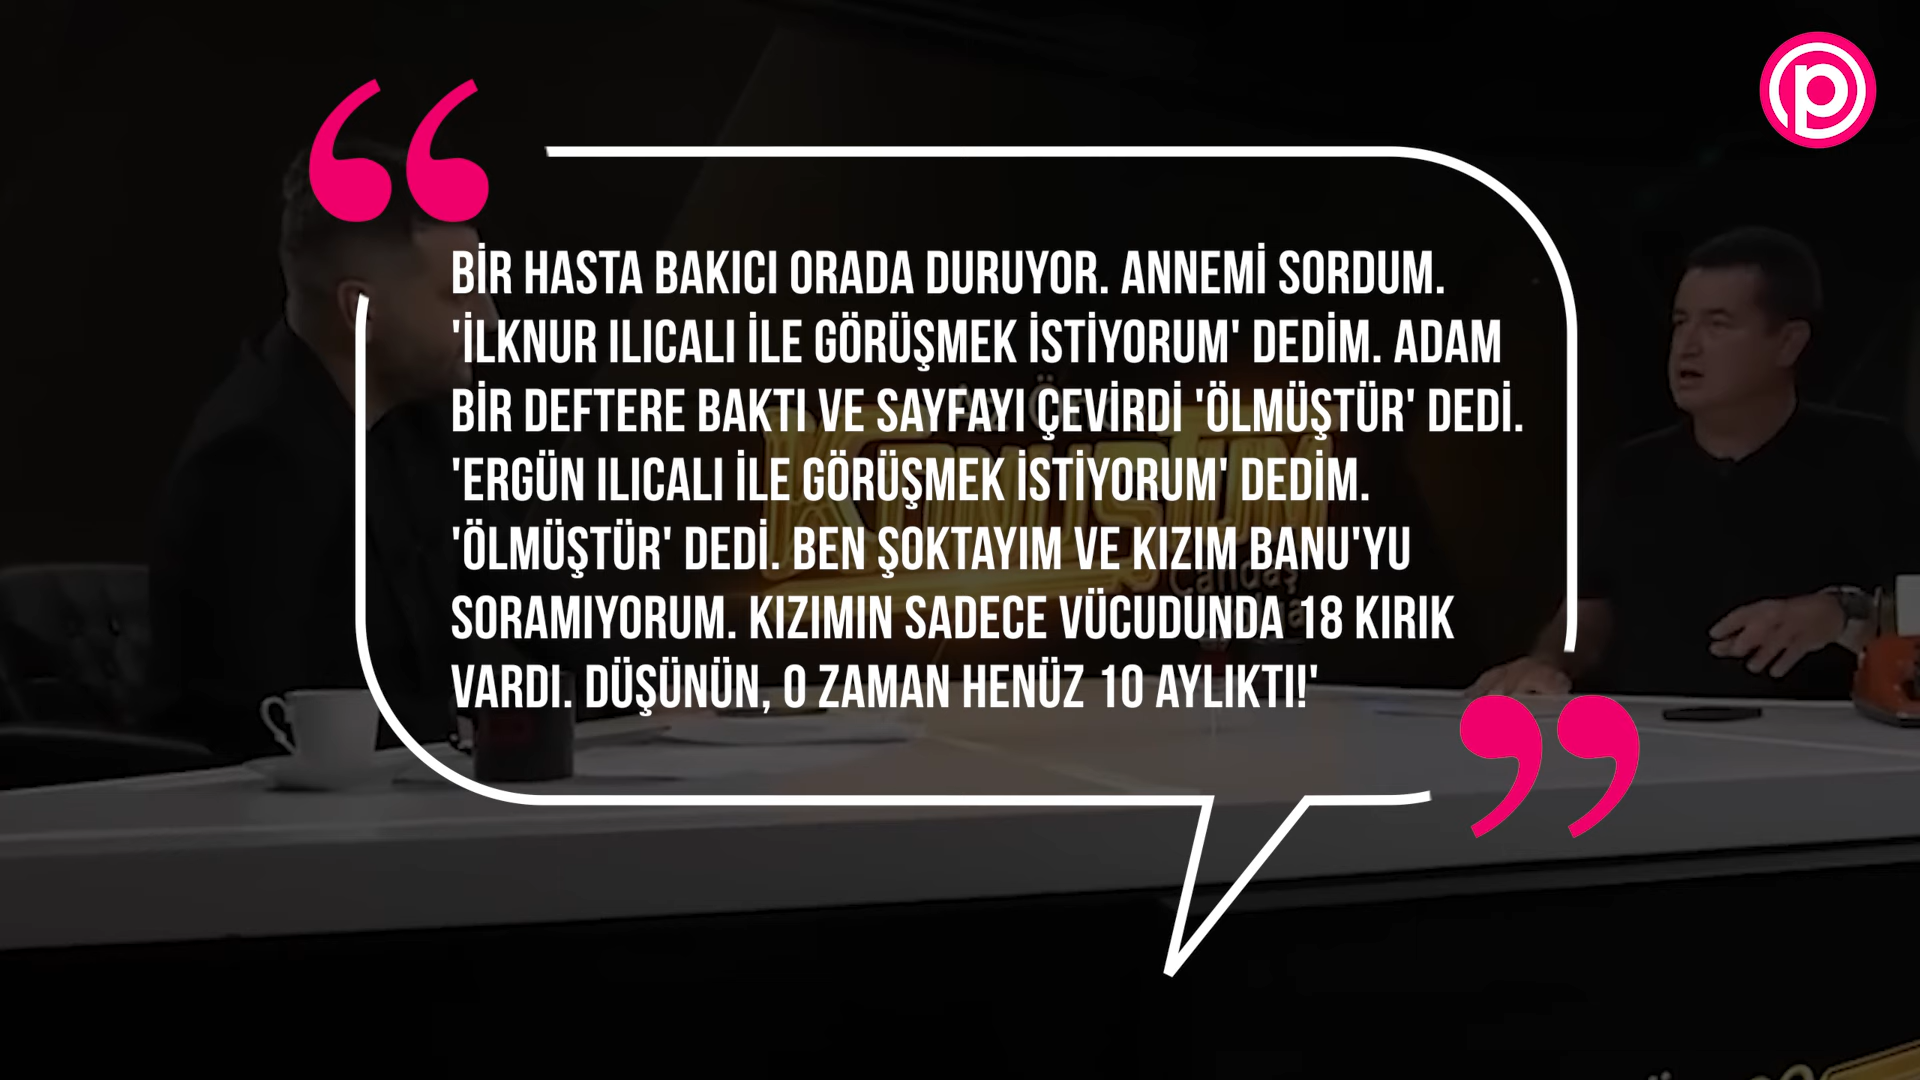 BİR HASTA BAKICI ORADA DURUYOR. ANNEMİ SORDUM.
'İLKNUR ILICALI İLE GÖRÜŞMEK İSTİYORUM' DEDİM. ADAM
BİR DEFTERE BAKTI VE SAYFAYI ÇEVİRDİ 'ÖLMÜŞTÜR' DEDİ.
'ERGÜN ILICALI İLE GÖRÜŞMEK İSTİYORUM' DEDİM.
'ÖLMÜŞTÜR' DEDİ. BEN ŞOKTAYIM VE KIZIM BANU'YU
SORAMIYORUM. KIZIMIN SADECE VÜCUDUNDA 18 KIRIK
VARDI. DÜŞÜNÜN, O ZAMAN HENÜZ 10 AYLIKTI!'
KONUŞTUM
Candaş